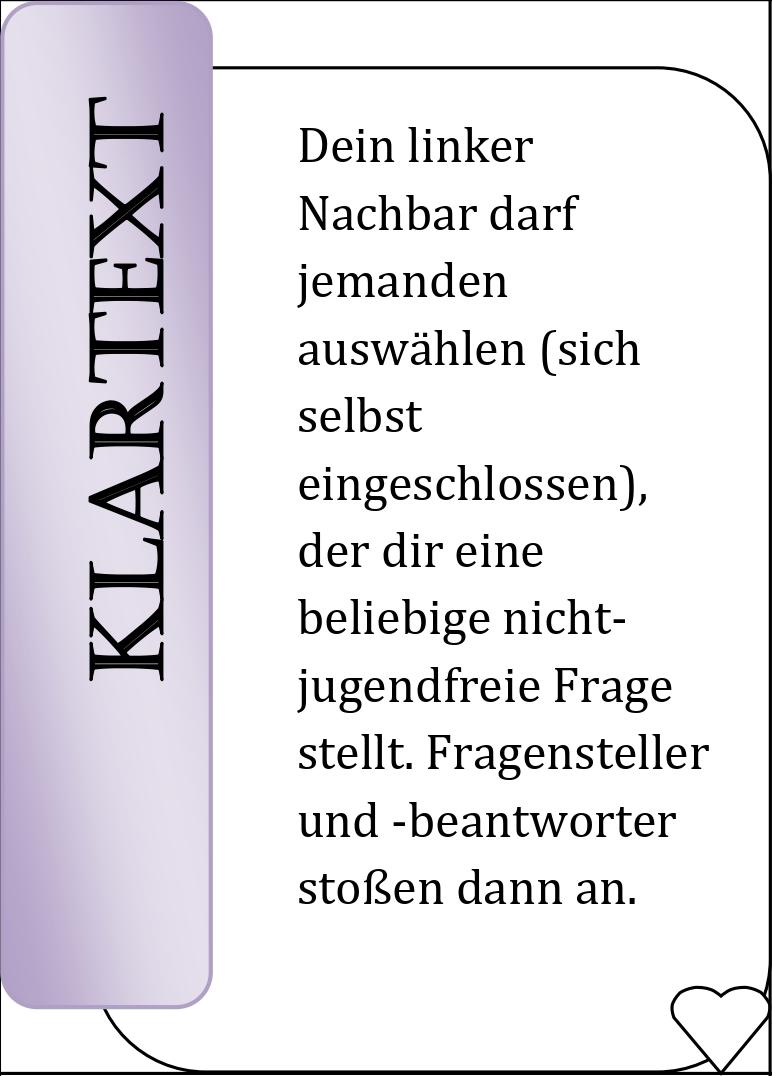 KLARTEXT
Dein linker
Nachbar darf
jemanden
auswählen (sich
selbst
eingeschlossen),
der dir eine
beliebige nicht-
jugendfreie Frage
stellt. Fragensteller
und -beantworter
stoßen dann an.